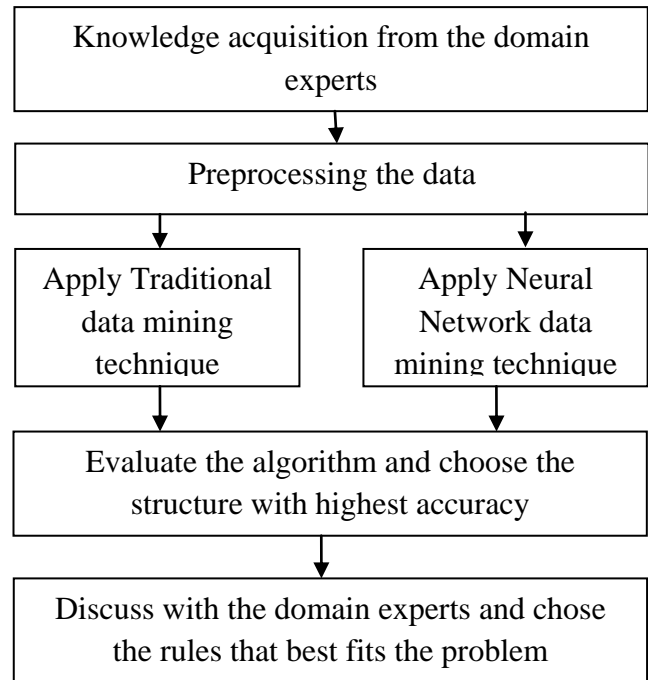 Knowledge acquisition from the domain
experts
Preprocessing the data
Apply Traditional
data mining
technique
Apply Neural
Network data
mining technique
Evaluate the algorithm and choose the
structure with highest accuracy
Discuss with the domain experts and chose
the rules that best fits the problem